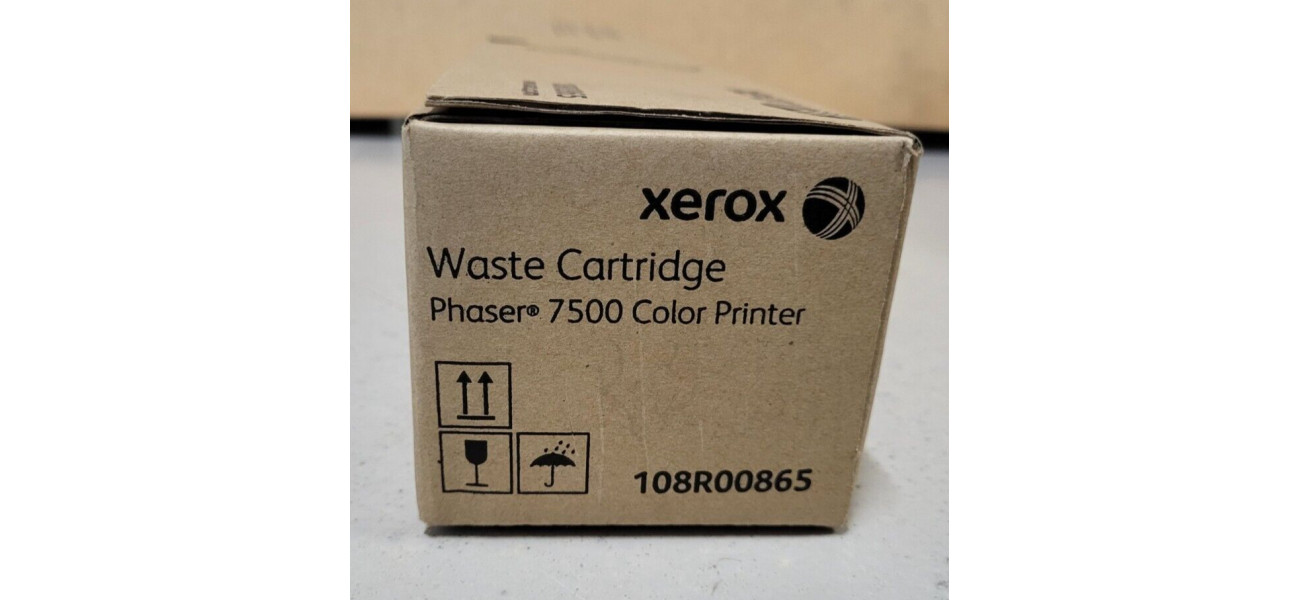 xerox
Waste Cartridge
Phaser® 7500 Color Printer
108R00865